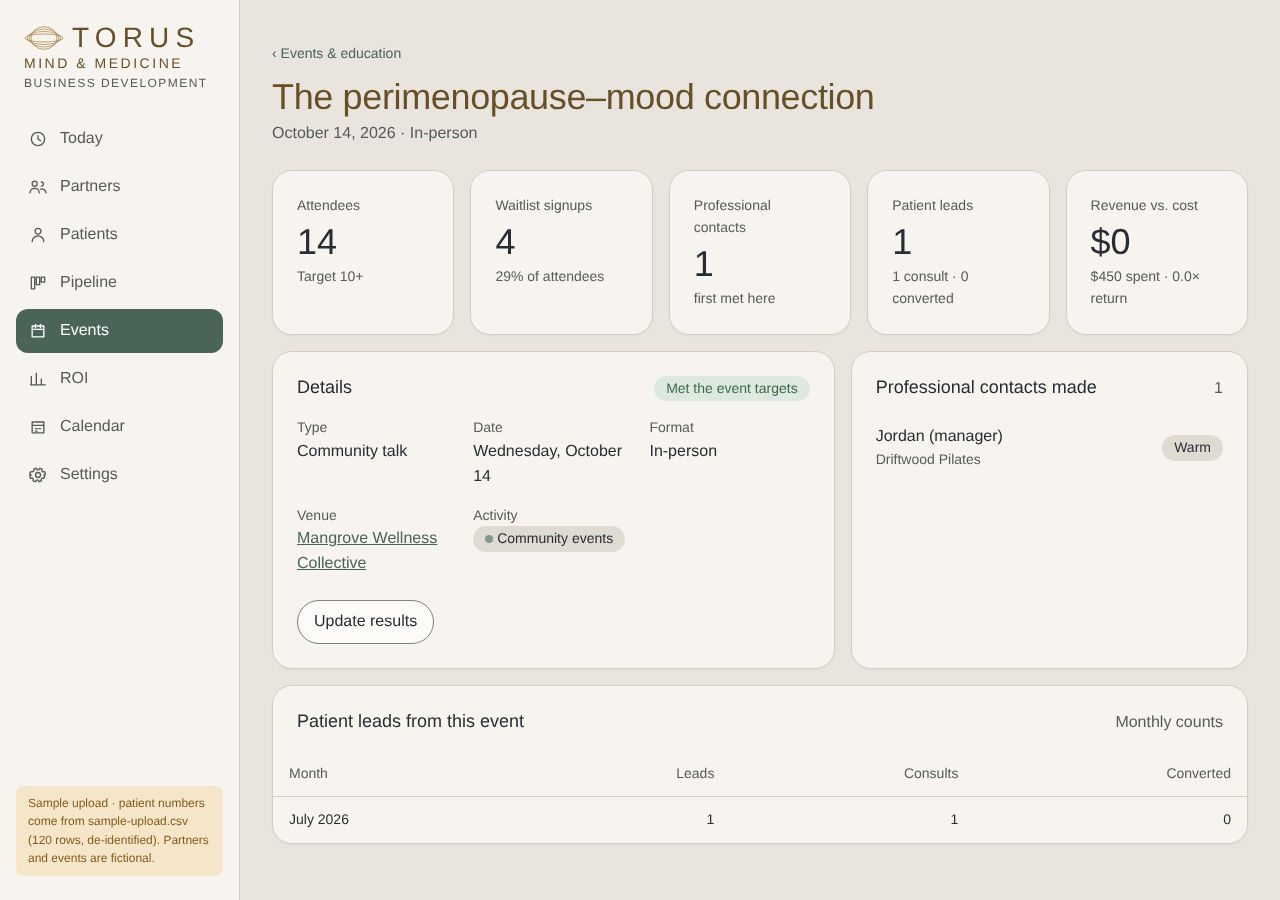 TORUS
MIND & MEDICINE
BUSINESS DEVELOPMENT
Today
Partners
Patients
Pipeline
Events
ROI
Calendar
Settings
Sample upload · patient numbers
come from sample-upload.csv
(120 rows, de-identified). Partners
and events are fictional.
‹ Events & education
The perimenopause–mood connection
October 14, 2026 · In-person
Attendees
14
Target 10+
Waitlist signups
4
29% of attendees
Professional
contacts
1
first met here
Patient leads
1
1 consult · 0
converted
Revenue vs. cost
$0
$450 spent · 0.0×
return
Details
Met the event targets
Type
Community talk
Date
Wednesday, October
14
Format
In-person
Venue
Mangrove Wellness
Collective
Activity
Community events
Update results
Professional contacts made 1
Jordan (manager)
Driftwood Pilates
Warm
Patient leads from this event Monthly counts
Month Leads Consults Converted
July 2026 1 1 0